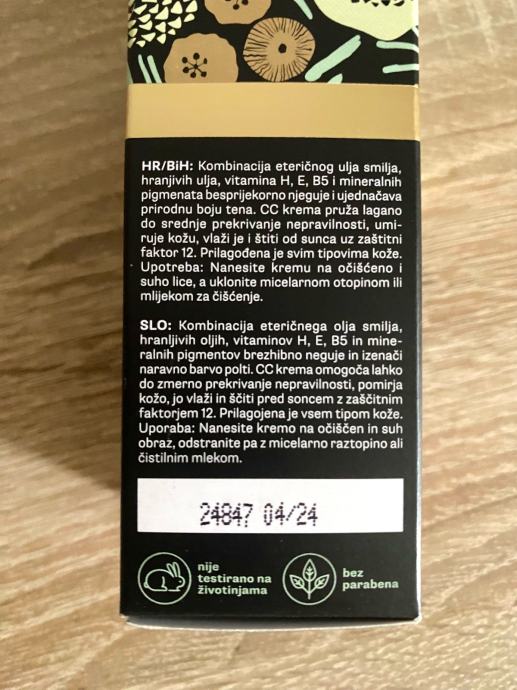 HR/BiH: Kombinacija eteričnog ulja smilja,
hranjivih ulja, vitamina H, E, B5 i mineralnih
pigmenata besprijekorno njeguje i ujednačava
prirodnu boju tena. CC krema pruža lagano
do srednje prekrivanje nepravilnosti, umi-
ruje kožu, vlaži je i štiti od sunca uz zaštitni
faktor 12. Prilagođena je svim tipovima kože.
Upotreba: Nanesite kremu na očišćeno i
suho lice, a uklonite micelarnom otopinom ili
mlijekom za čišćenje.
SLO: Kombinacija eteričnega olja smilja,
hranljivih oljih, vitaminov H, E, B5 in mine-
ralnih pigmentov brezhibno neguje in izenači
naravno barvo polti. CC krema omogoča lahko
do zmerno prekrivanje nepravilnosti, pomirja
kožo, jo vlaži in ščiti pred soncem z zaščitnim
faktorjem 12. Prilagojena je vsem tipom kože.
Uporaba: Nanesite kremo na očiščen in suh
obraz, odstranite pa z micelarno raztopino ali
čistilnim mlekom.
24847 04/24
nije
testirano na
životinjama
bez
parabena